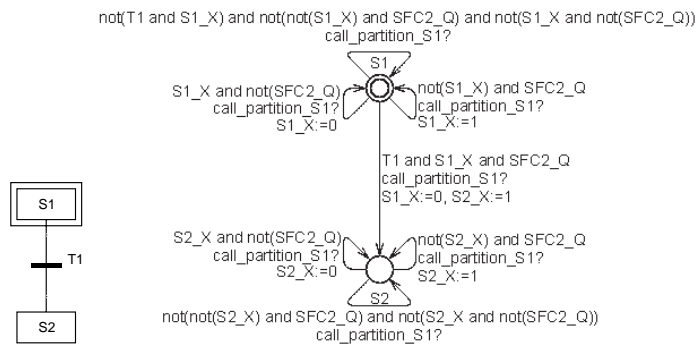 not(T1 and S1_X) and not(not(S1_X) and SFC2_Q) and not(S1_X and not(SFC2_Q))
call_partition_S1?
S1
S1_X and not(SFC2_Q)
call_partition_S1?
S1_X:=0
not(S1_X) and SFC2_Q
call_partition_S1?
S1_X:=1
T1 and S1_X and SFC2_Q
call_partition_S1?
S1_X:=0, S2_X:=1
S1
T1
S2
S2_X and not(SFC2_Q)
call_partition_S1?
S2_X:=0
not(S2_X) and SFC2_Q
call_partition_S1?
S2_X:=1
S2
not(not(S2_X) and SFC2_Q) and not(S2_X and not(SFC2_Q))
call_partition_S1?